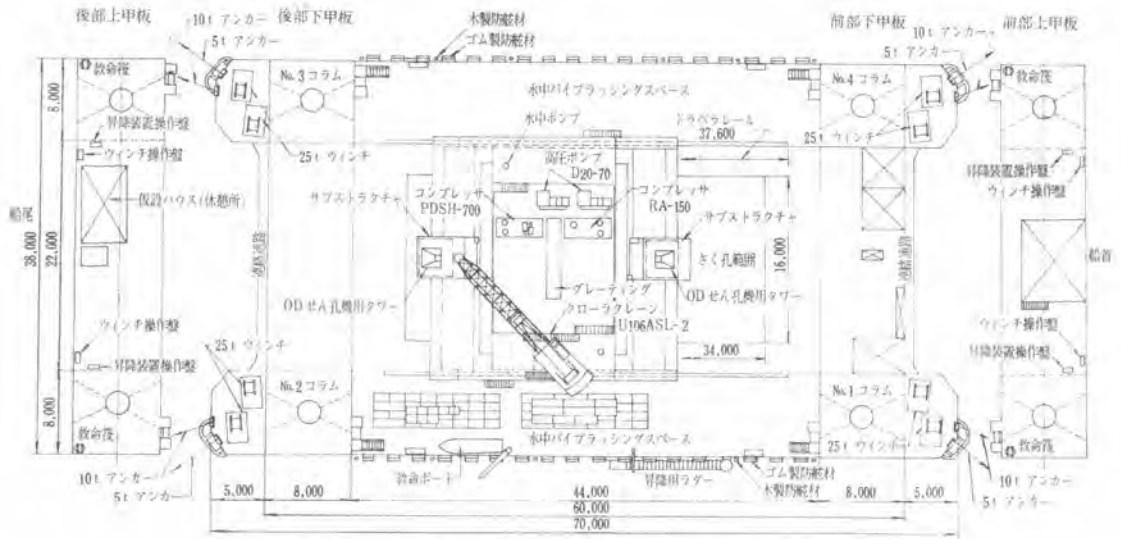 後部上甲板
後部下甲板
前部下甲板
前部上甲板
10t アンカー
5t アンカー
木製防舷材
ゴム製防舷材
10t アンカー
5t アンカー
救命筏
No.3 コラム
No.4 コラム
救命筏
水中パイプラッシングスペース
水中ポンプ
トラベラレール
37,600
昇降装置操作盤
25t ウィンチ
25t ウィンチ
ウィンチ操作盤
高圧ポンプ
D20-70
昇降装置操作盤
ウィンチ操作盤
コンプレッサ
PDSH-700
コンプレッサ
RA-150
仮設ハウス(休憩所)
サブストラクチャ
サブストラクチャ
船尾
38,000
8,000
22,000
8,000
連絡通路
さく孔範囲
16,000
連絡通路
船首
ODせん孔機用タワー
グレーティング
ODせん孔機用タワー
クローラクレーン
U106ASL-2
ウィンチ操作盤
25t ウィンチ
昇降装置操作盤
34,000
ウィンチ操作盤
昇降装置操作盤
No.2 コラム
No.1 コラム
救命筏
水中パイプラッシングスペース
25t ウィンチ
救命筏
10t アンカー
5t アンカー
救命ボート
昇降用ラダー
ゴム製防舷材
木製防舷材
10t アンカー
5t アンカー
5,000
8,000
44,000
8,000
5,000
60,000
70,000